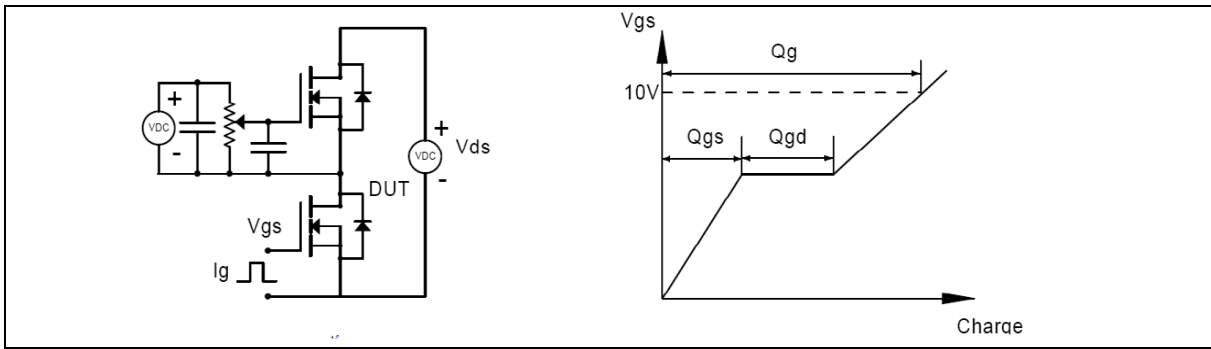 +
VDC
-
+
VDC
-
Vds
DUT
Vgs
Ig
Vgs
Qg
10V
Qgs
Qgd
Charge